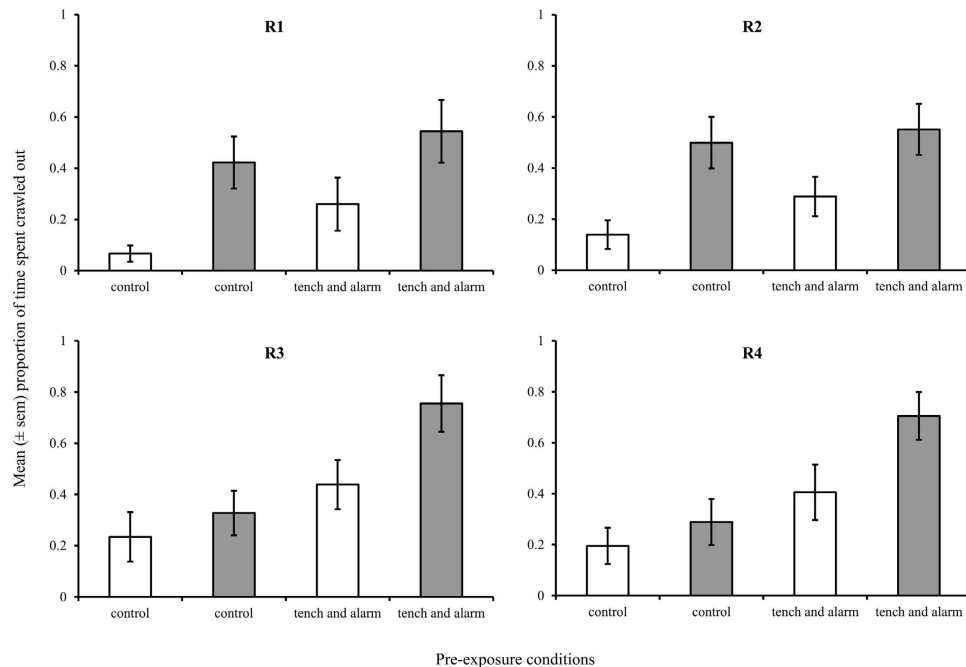 R1
1
0.8
0.6
0.4
0.2
0
control control tench and alarm tench and alarm
R2
1
0.8
0.6
0.4
0.2
0
control control tench and alarm tench and alarm
R3
1
0.8
0.6
0.4
0.2
0
control control tench and alarm tench and alarm
R4
1
0.8
0.6
0.4
0.2
0
control control tench and alarm tench and alarm
Mean (± sem) proportion of time spent crawled out
Pre-exposure conditions